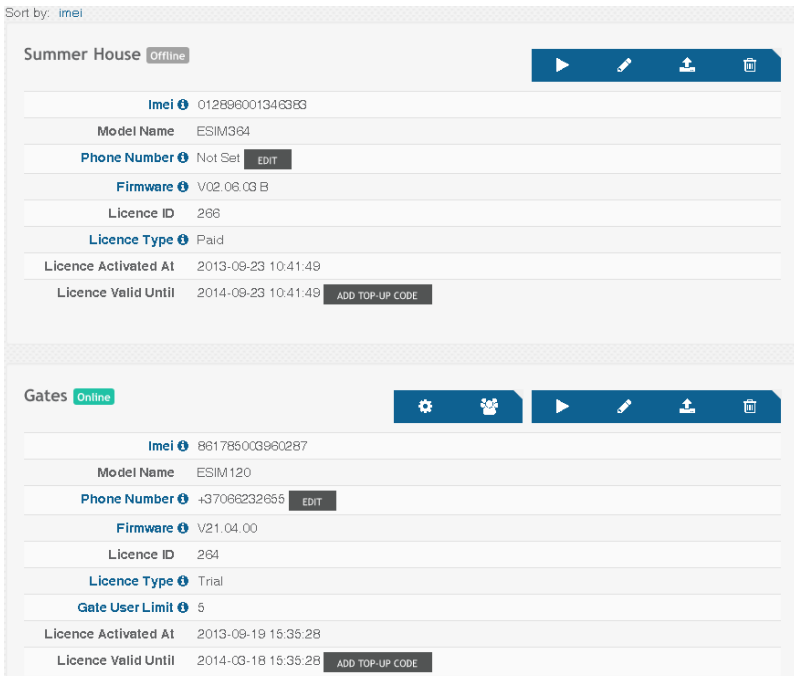 Sort by: imei
Summer House Offline
Imei 012896001346383
Model Name ESIM364
Phone Number Not Set EDIT
Firmware V02.06.03 B
Licence ID 266
Licence Type Paid
Licence Activated At 2013-09-23 10:41:49
Licence Valid Until 2014-09-23 10:41:49 ADD TOP-UP CODE
Gates Online
Imei 861785003960287
Model Name ESIM120
Phone Number +37066232655 EDIT
Firmware V21.04.00
Licence ID 264
Licence Type Trial
Gate User Limit 5
Licence Activated At 2013-09-19 15:35:28
Licence Valid Until 2014-03-18 15:35:28 ADD TOP-UP CODE